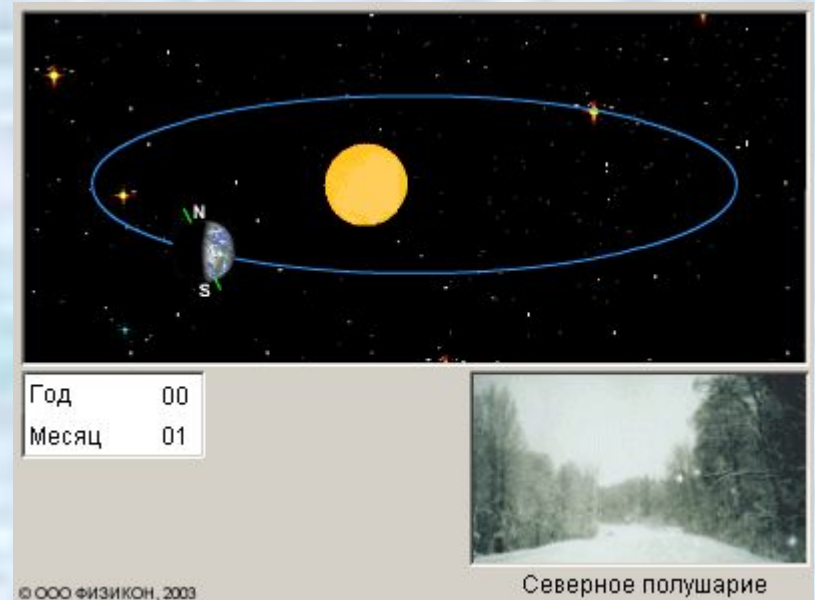 N
S
Год 00
Месяц 01
© ООО ФИЗИКОН, 2003
Северное полушарие